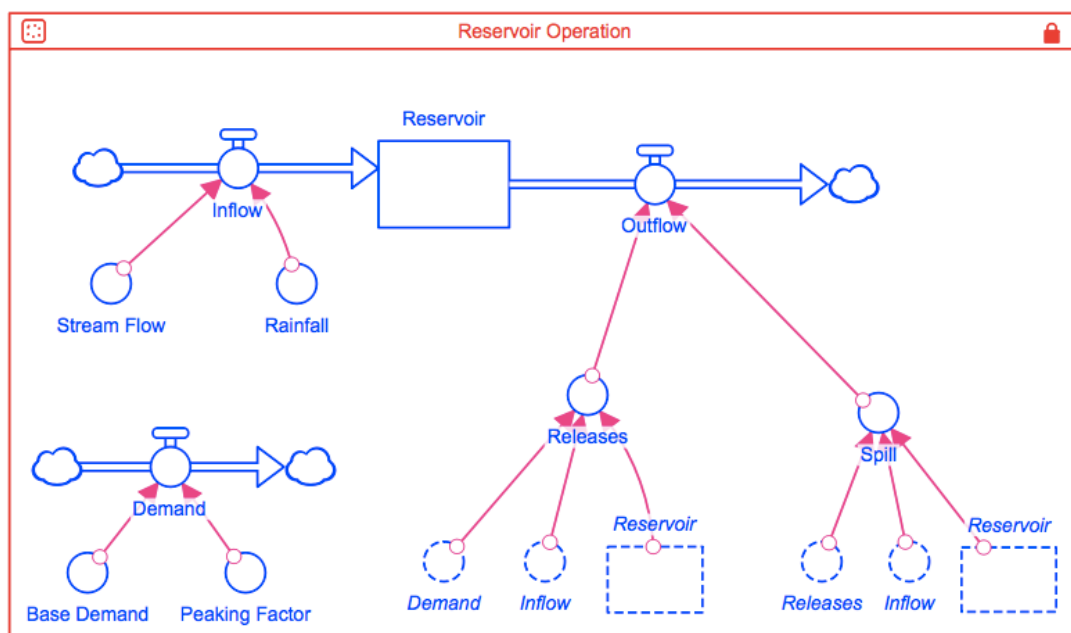 Reservoir Operation
Reservoir
Inflow
Outflow
Stream Flow
Rainfall
Releases
Spill
Demand
Reservoir
Reservoir
Base Demand
Peaking Factor
Demand
Inflow
Releases
Inflow